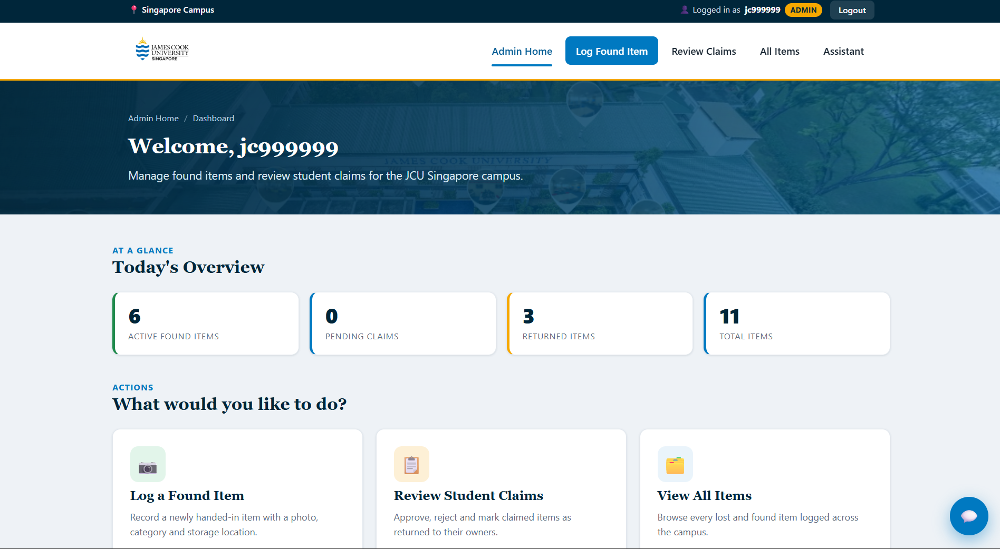 Singapore Campus
Logged in as jc999999 ADMIN Logout
JAMES COOK
UNIVERSITY
SINGAPORE
Admin Home Log Found Item Review Claims All Items Assistant
Admin Home / Dashboard
Welcome, jc999999
JAMES COOK UNIVERSITY
Manage found items and review student claims for the JCU Singapore campus.
AT A GLANCE
Today's Overview
6
ACTIVE FOUND ITEMS
0
PENDING CLAIMS
3
RETURNED ITEMS
11
TOTAL ITEMS
ACTIONS
What would you like to do?
Log a Found Item
Record a newly handed-in item with a photo,
category and storage location.
Review Student Claims
Approve, reject and mark claimed items as
returned to their owners.
View All Items
Browse every lost and found item logged across
the campus.